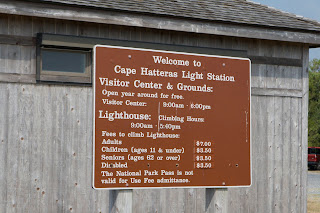 Welcome to
Cape Hatteras Light Station
Visitor Center & Grounds:
Open year around for free.
Visitor Center: 9:00am - 6:00pm
Lighthouse: Climbing Hours:
9:00am - 5:40pm
Fees to climb Lighthouse:
Adults $7.00
Children (ages 11 & under) $3.50
Seniors (ages 62 or over) $3.50
Disabled $3.50
The National Park Pass is not
valid for Use Fee admittance.